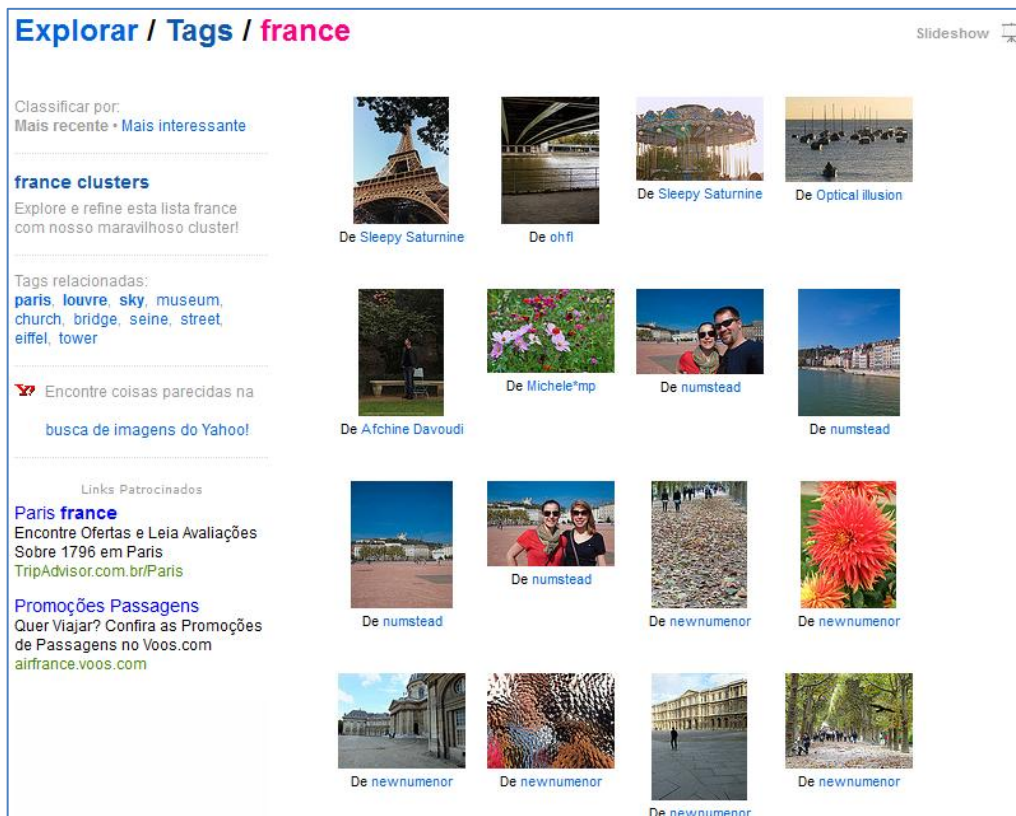 Explorar / Tags / france
Slideshow
Classificar por:
Mais recente • Mais interessante
france clusters
Explore e refine esta lista france
com nosso maravilhoso cluster!
Tags relacionadas:
paris, louvre, sky, museum,
church, bridge, seine, street,
eiffel, tower
Y! Encontre coisas parecidas na
busca de imagens do Yahoo!
Links Patrocinados
Paris france
Encontre Ofertas e Leia Avaliações
Sobre 1796 em Paris
TripAdvisor.com.br/Paris
Promoções Passagens
Quer Viajar? Confira as Promoções
de Passagens no Voos.com
airfrance.voos.com
De Sleepy Saturnine
De ohfl
De Sleepy Saturnine
De Optical illusion
De Afchine Davoudi
De Michele*mp
De numstead
De numstead
De numstead
De numstead
De newnumenor
De newnumenor
De newnumenor
De newnumenor
De newnumenor
De newnumenor